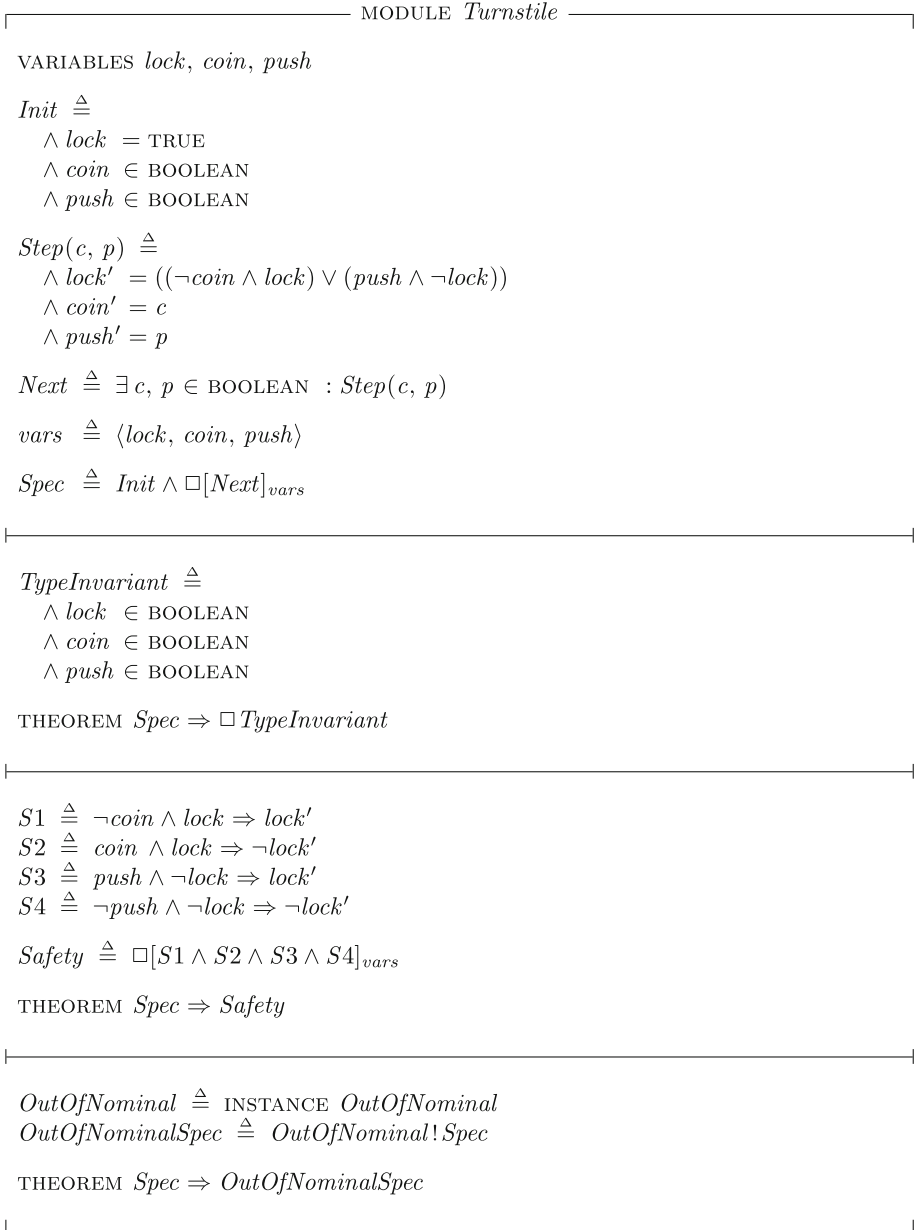 MODULE Turnstile
VARIABLES lock, coin, push
Init ≜
∧ lock = TRUE
∧ coin ∈ BOOLEAN
∧ push ∈ BOOLEAN
Step(c, p) ≜
∧ lock′ = ((¬coin ∧ lock) ∨ (push ∧ ¬lock))
∧ coin′ = c
∧ push′ = p
Next ≜ ∃ c, p ∈ BOOLEAN : Step(c, p)
vars ≜ ⟨lock, coin, push⟩
Spec ≜ Init ∧ □[Next]vars
TypeInvariant ≜
∧ lock ∈ BOOLEAN
∧ coin ∈ BOOLEAN
∧ push ∈ BOOLEAN
THEOREM Spec ⇒ □ TypeInvariant
S1 ≜ ¬coin ∧ lock ⇒ lock′
S2 ≜ coin ∧ lock ⇒ ¬lock′
S3 ≜ push ∧ ¬lock ⇒ lock′
S4 ≜ ¬push ∧ ¬lock ⇒ ¬lock′
Safety ≜ □[S1 ∧ S2 ∧ S3 ∧ S4]vars
THEOREM Spec ⇒ Safety
OutOfNominal ≜ INSTANCE OutOfNominal
OutOfNominalSpec ≜ OutOfNominal!Spec
THEOREM Spec ⇒ OutOfNominalSpec